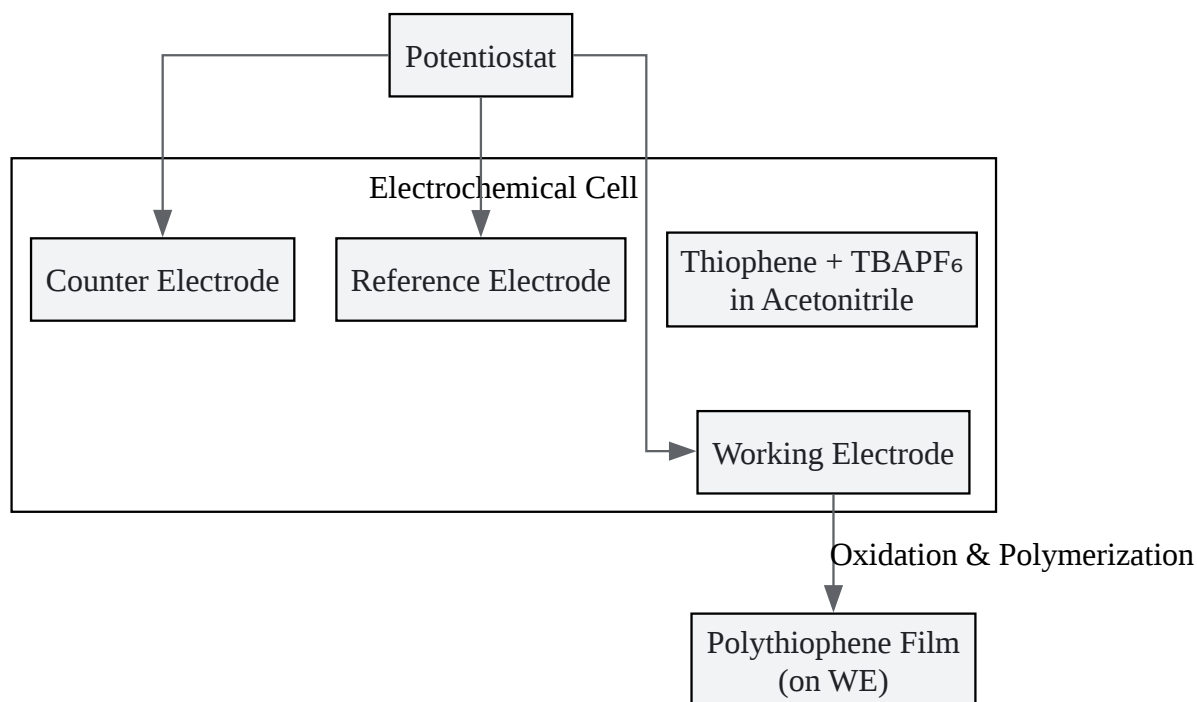 Potentiostat
Electrochemical Cell
Counter Electrode
Reference Electrode
Thiophene + TBAPF₆
in Acetonitrile
Working Electrode
Oxidation & Polymerization
Polythiophene Film
(on WE)